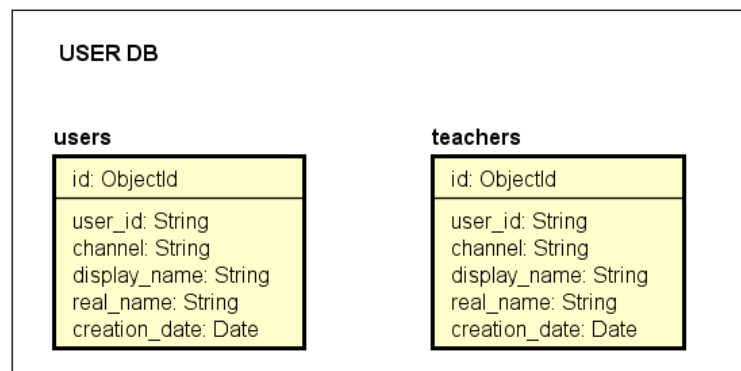 USER DB
users
id: ObjectId
user_id: String
channel: String
display_name: String
real_name: String
creation_date: Date
teachers
id: ObjectId
user_id: String
channel: String
display_name: String
real_name: String
creation_date: Date